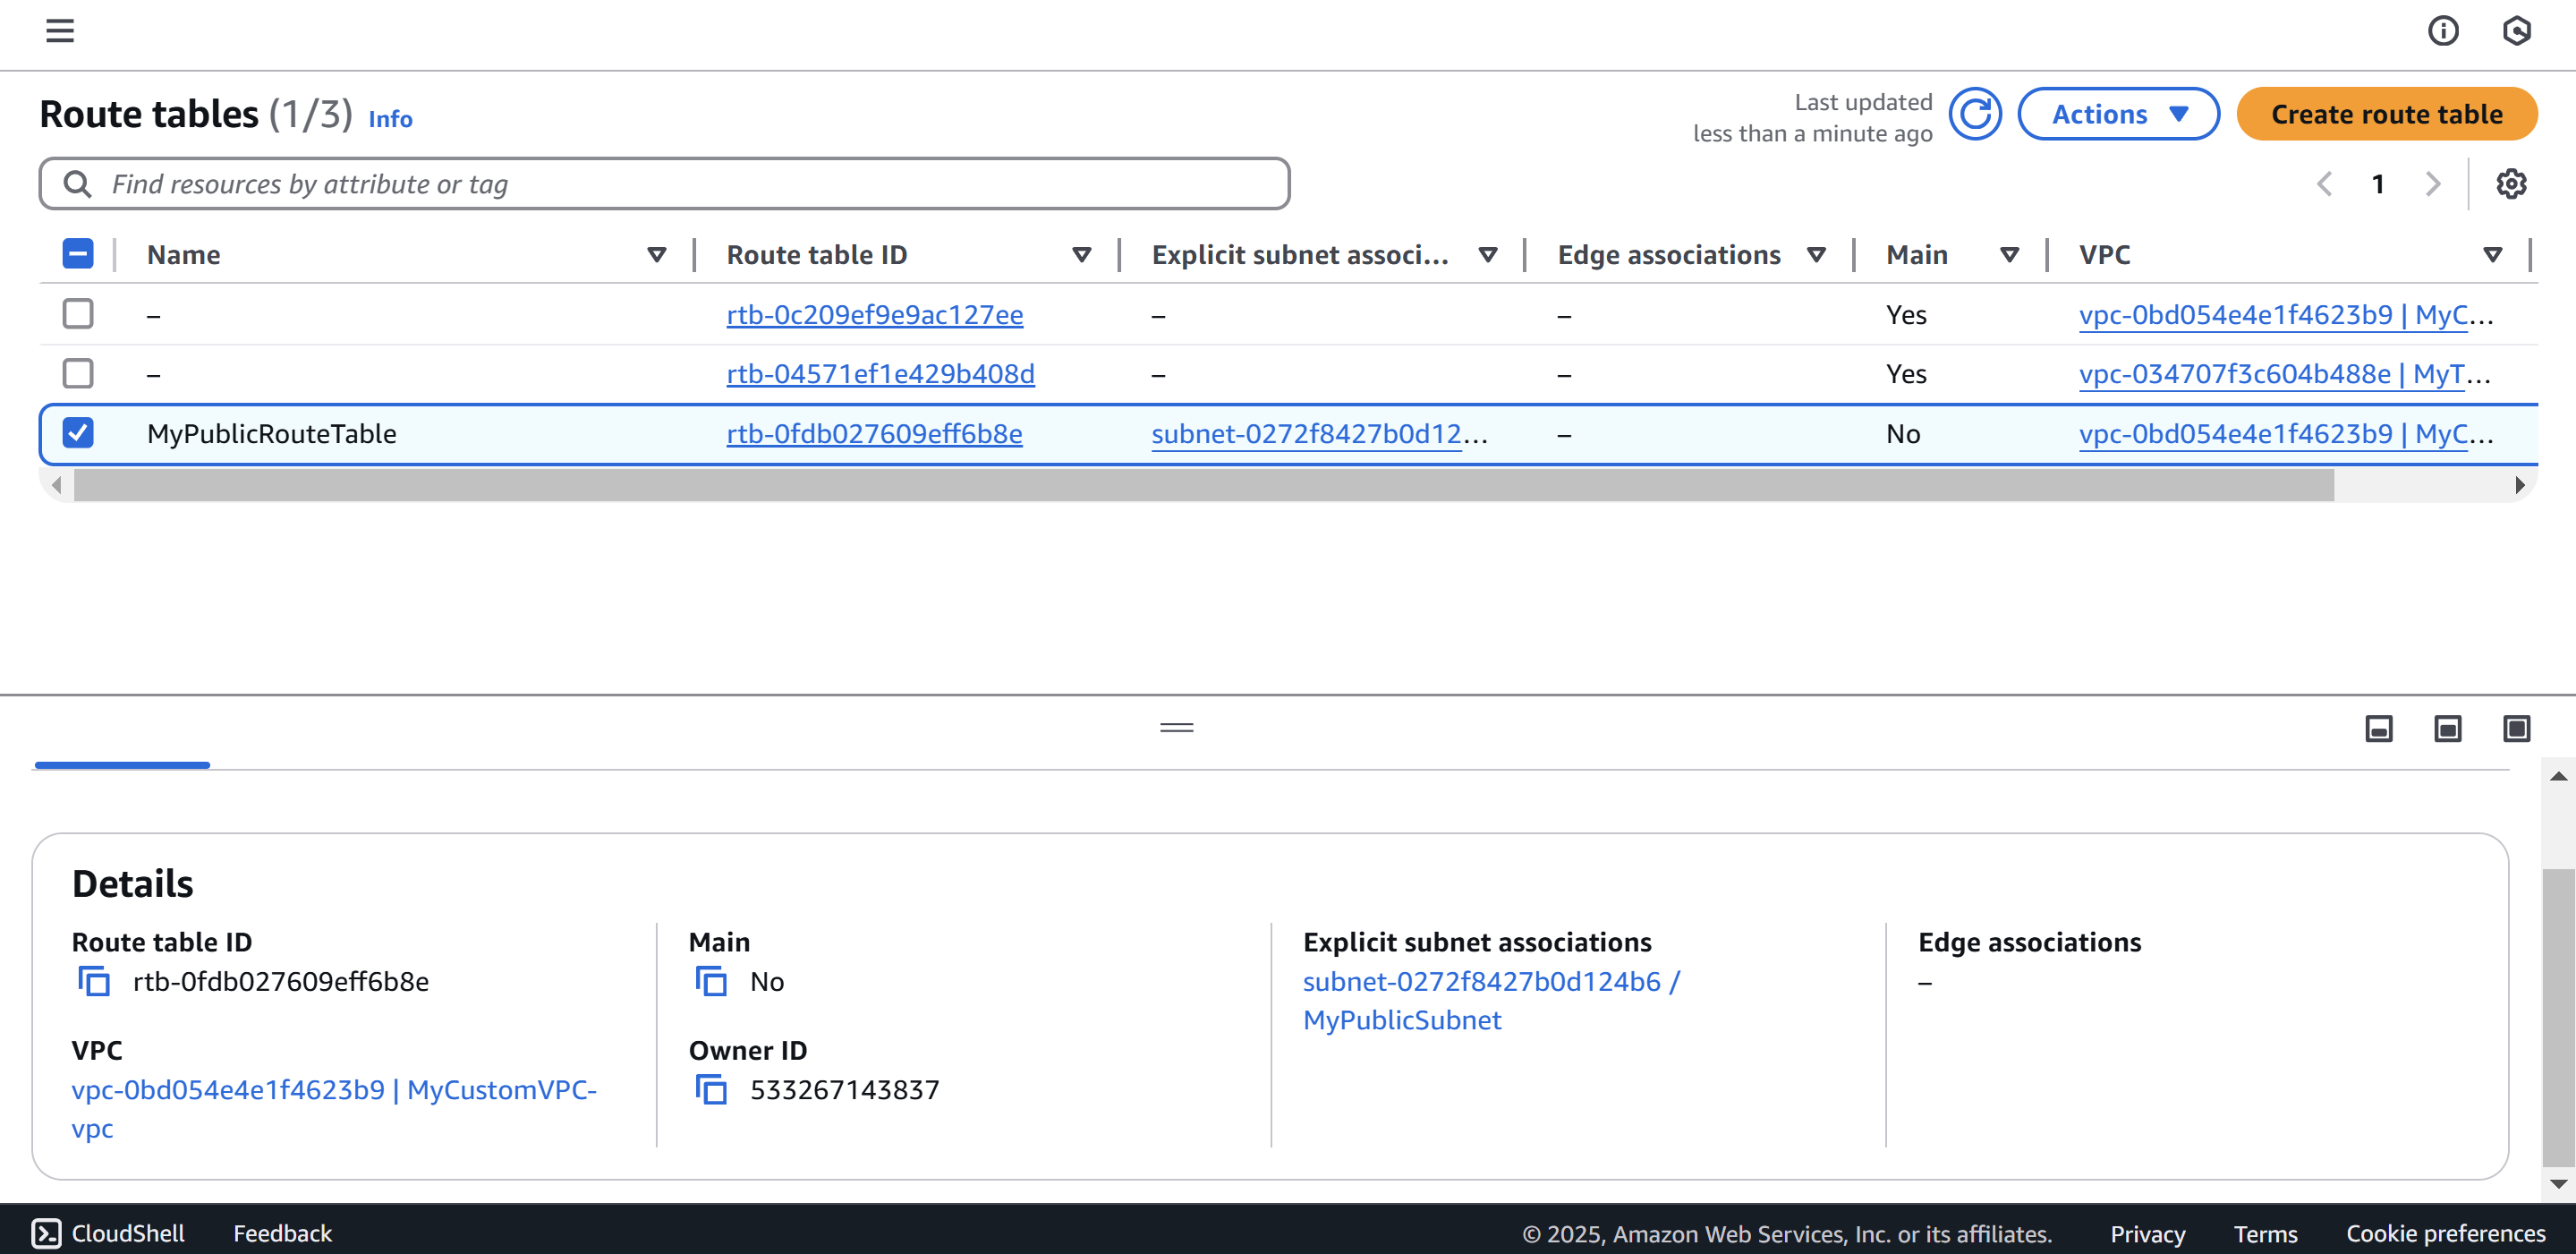 Route tables (1/3) Info
Last updated
less than a minute ago
Actions
Create route table
Find resources by attribute or tag
1
Name Route table ID Explicit subnet associ... Edge associations Main VPC
– rtb-0c209ef9e9ac127ee – – Yes vpc-0bd054e4e1f4623b9 | MyC...
– rtb-04571ef1e429b408d – – Yes vpc-034707f3c604b488e | MyT...
MyPublicRouteTable rtb-0fdb027609eff6b8e subnet-0272f8427b0d12... – No vpc-0bd054e4e1f4623b9 | MyC...
Details
Route table ID
rtb-0fdb027609eff6b8e
VPC
vpc-0bd054e4e1f4623b9 | MyCustomVPC-
vpc
Main
No
Owner ID
533267143837
Explicit subnet associations
subnet-0272f8427b0d124b6 /
MyPublicSubnet
Edge associations
–
CloudShell Feedback © 2025, Amazon Web Services, Inc. or its affiliates. Privacy Terms Cookie preferences